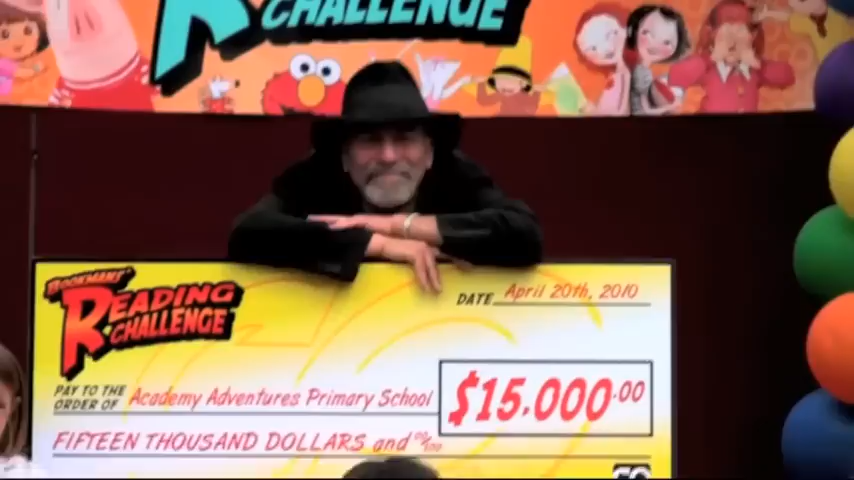 CHALLENGE
BOOKMANS'
READING
CHALLENGE
DATE April 20th, 2010
PAY TO THE
ORDER OF Academy Adventures Primary School
$15,000.00
FIFTEEN THOUSAND DOLLARS and 00/100